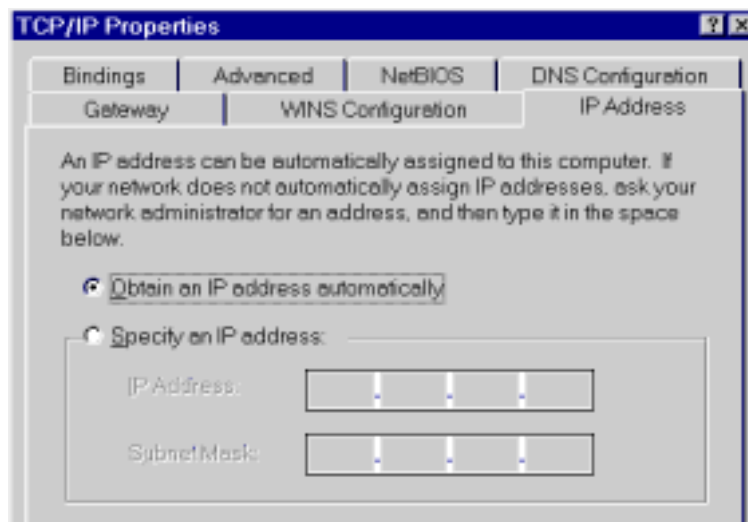 TCP/IP Properties
Bindings Advanced NetBIOS DNS Configuration
Gateway WINS Configuration IP Address
An IP address can be automatically assigned to this computer. If
your network does not automatically assign IP addresses, ask your
network administrator for an address, and then type it in the space
below.
Obtain an IP address automatically
Specify an IP address:
IP Address:
Subnet Mask: